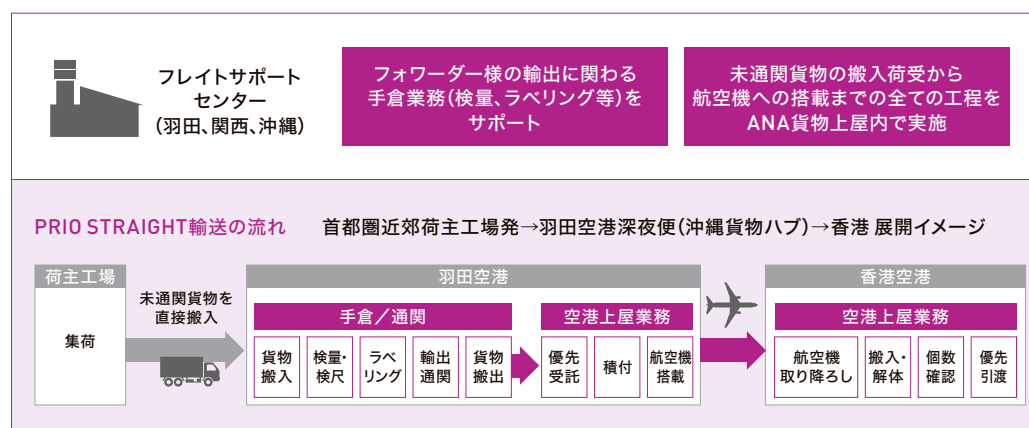 フレイトサポート
センター
（羽田、関西、沖縄）
フォワーダー様の輸出に関わる
手倉業務（検量、ラベリング等）を
サポート
未通関貨物の搬入荷受から
航空機への搭載までの全ての工程を
ANA貨物上屋内で実施
PRIO STRAIGHT輸送の流れ
首都圏近郊荷主工場発→羽田空港深夜便（沖縄貨物ハブ）→香港 展開イメージ
荷主工場
集荷
未通関貨物を
直接搬入
羽田空港
手倉／通関
貨物
搬入
検量・
検尺
ラベ
リング
輸出
通関
貨物
搬出
空港上屋業務
優先
受託
積付
航空機
搭載
香港空港
空港上屋業務
航空機
取り降ろし
搬入・
解体
個数
確認
優先
引渡